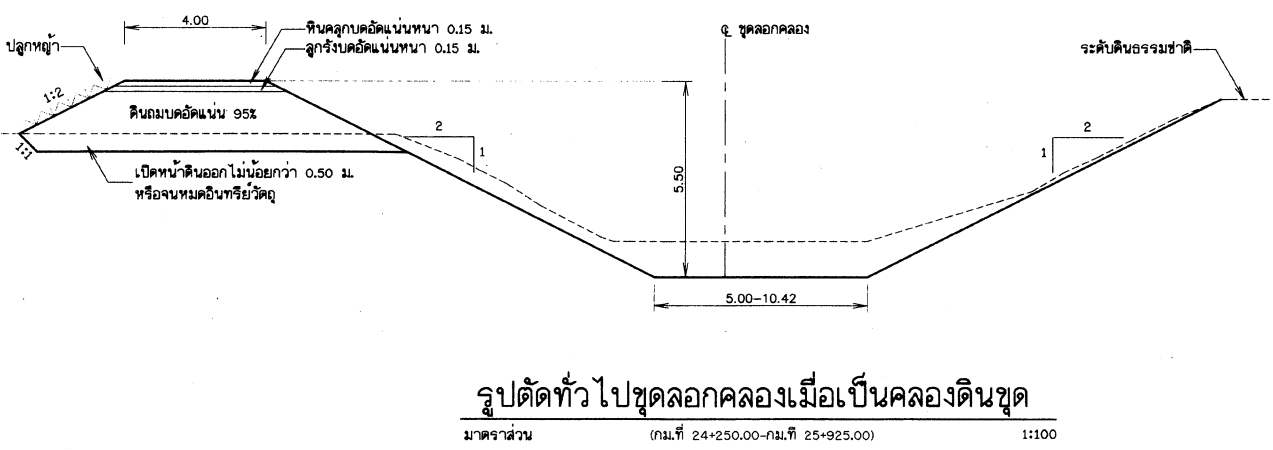 4.00
หินคลุกบดอัดแน่นหนา 0.15 ม.
ลูกรังบดอัดแน่นหนา 0.15 ม.
ปลูกหญ้า
℄ ขุดลอกคลอง
ระดับดินธรรมชาติ
1:2
ดินถมบดอัดแน่น 95%
1:1
2
1
2
1
เปิดหน้าดินออกไม่น้อยกว่า 0.50 ม.
หรือจนหมดอินทรีย์วัตถุ
5.50
5.00-10.42
รูปตัดทั่วไปขุดลอกคลองเมื่อเป็นคลองดินขุด
มาตราส่วน (กม.ที่ 24+250.00-กม.ที่ 25+925.00) 1:100